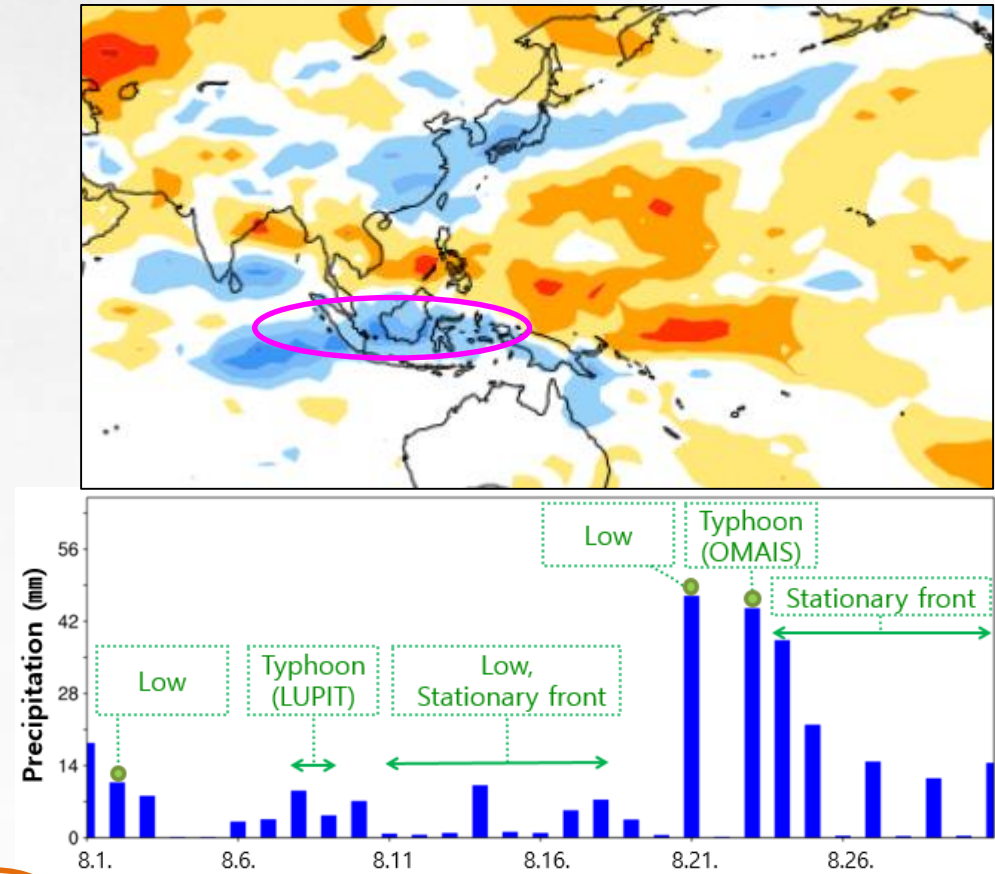 Low
Typhoon
(OMAIS)
Stationary front
Low
Typhoon
(LUPIT)
Low,
Stationary front
Precipitation (mm)
56
42
28
14
0
8.1.
8.6.
8.11
8.16.
8.21.
8.26.